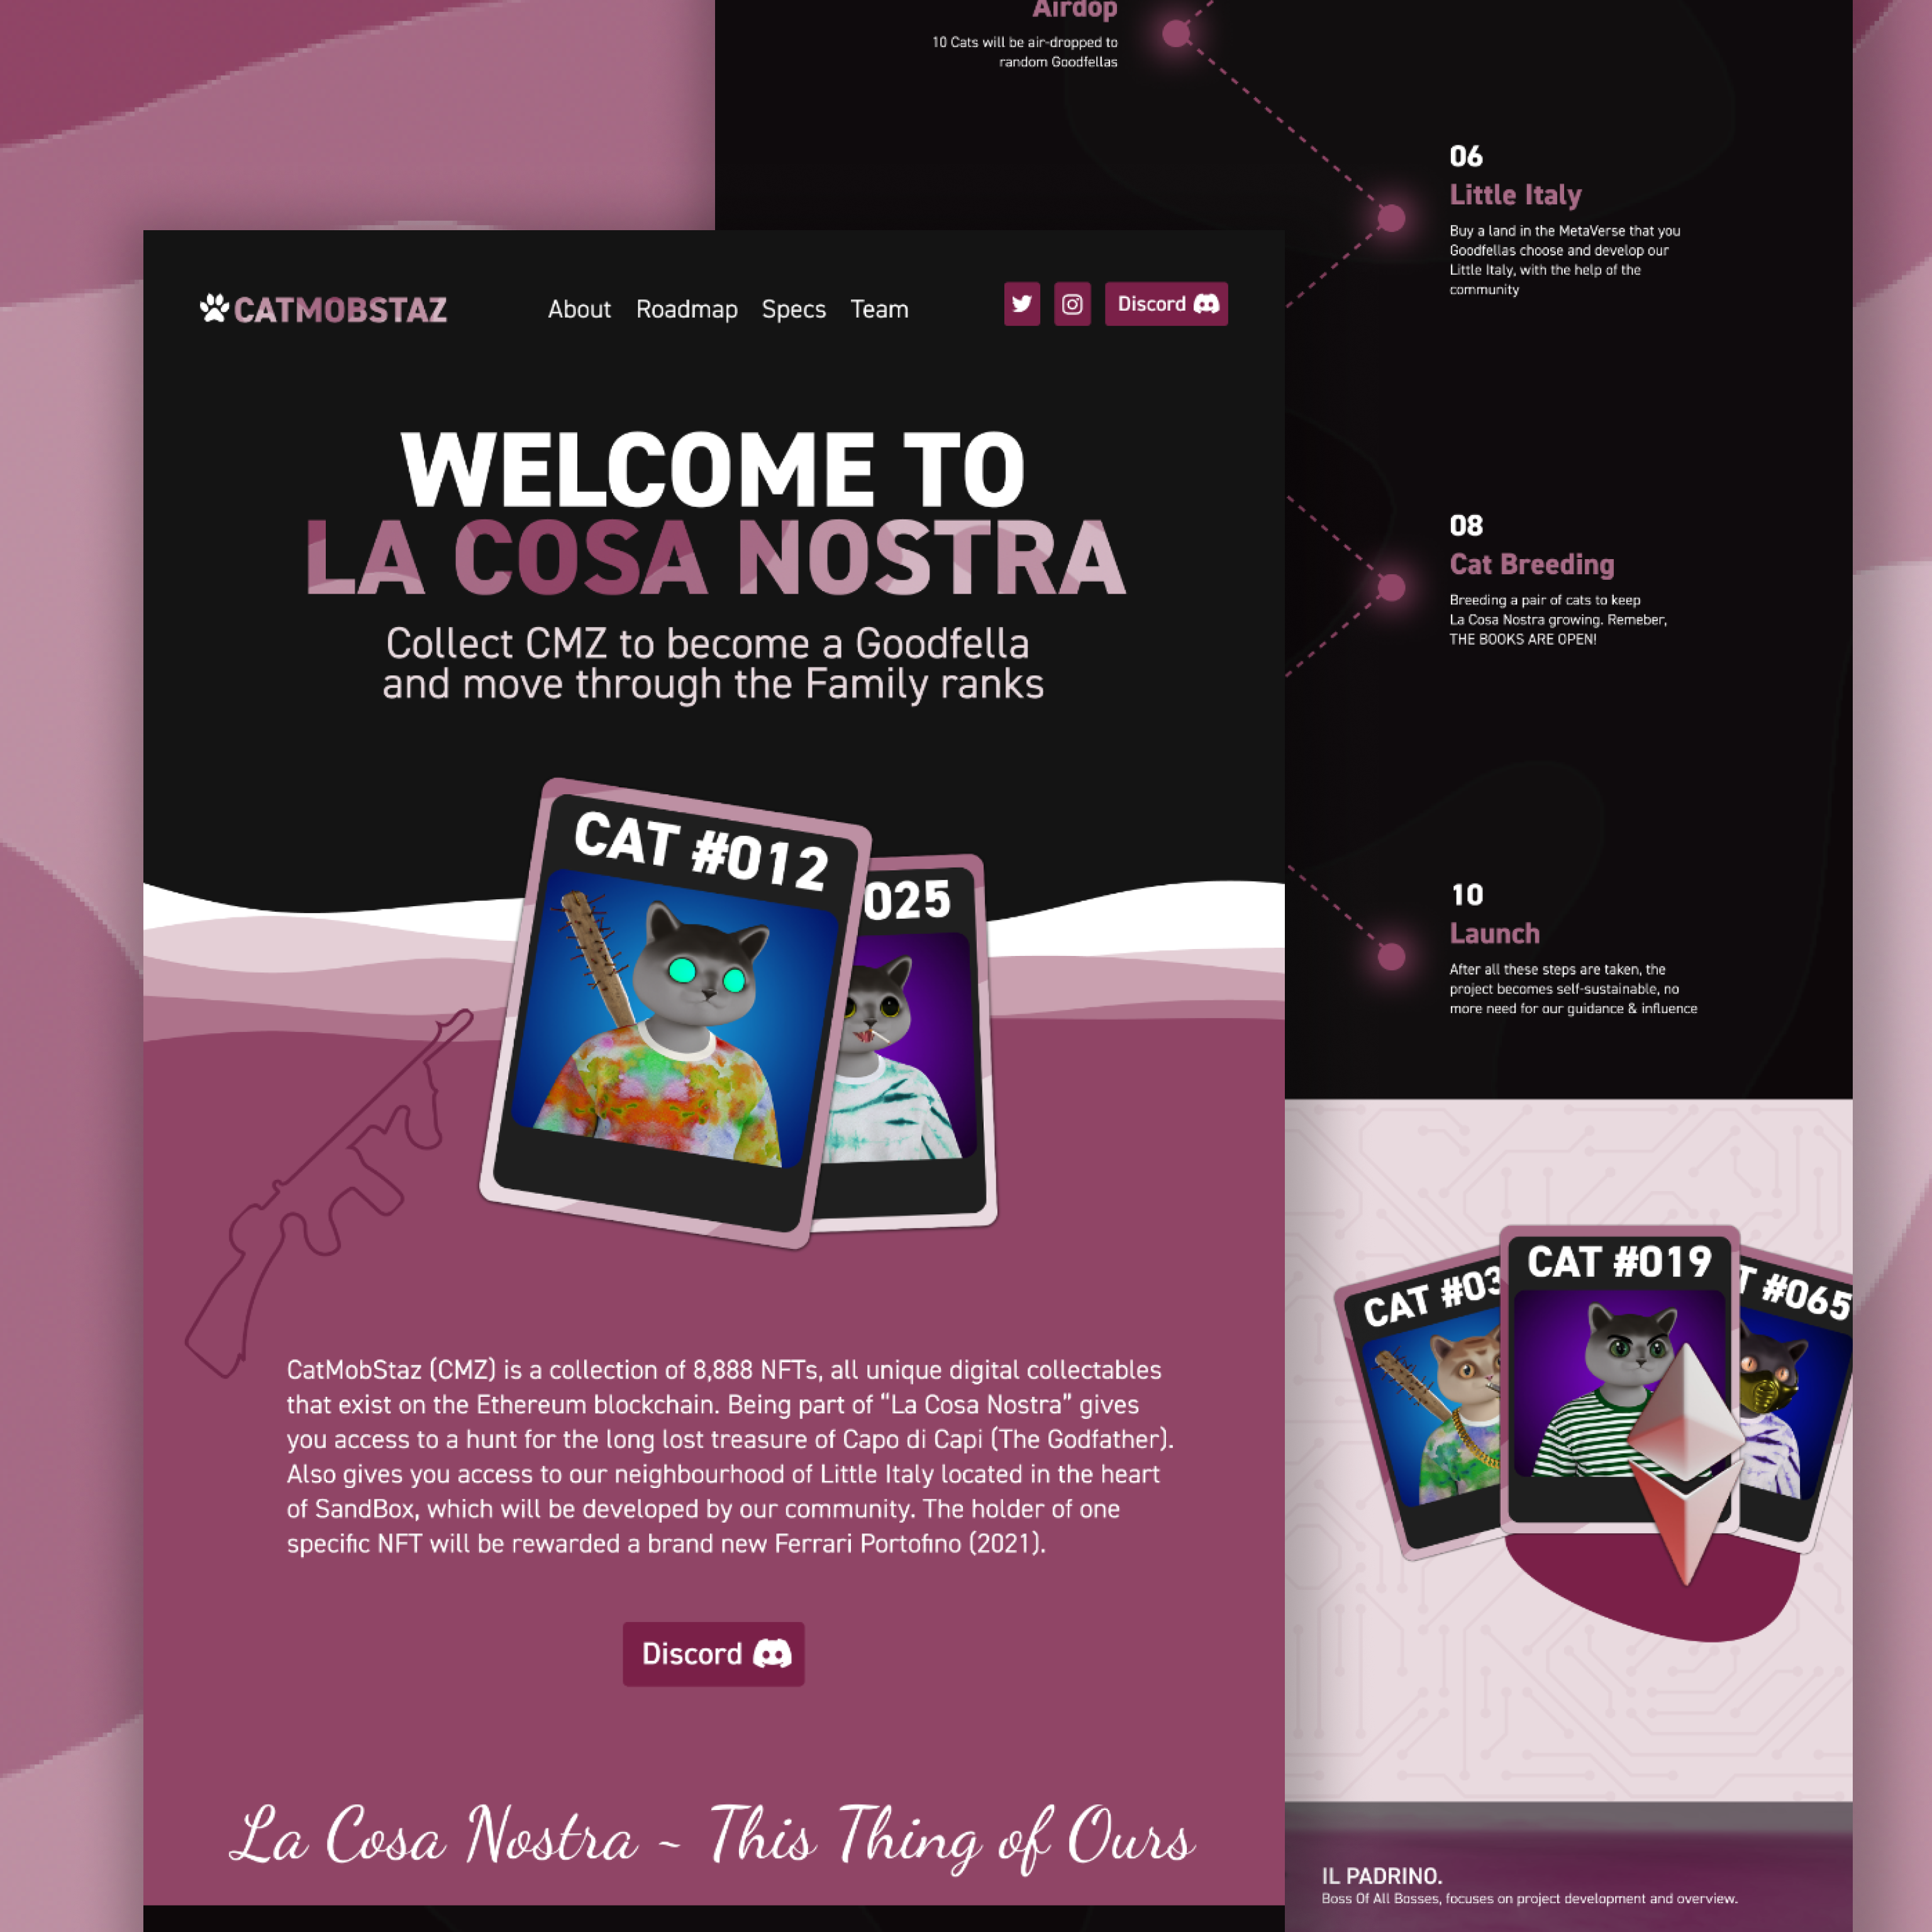 Airdop
10 Cats will be air-dropped to
random Goodfellas
06
Little Italy
Buy a land in the MetaVerse that you
Goodfellas choose and develop our
Little Italy, with the help of the
community
08
Cat Breeding
Breeding a pair of cats to keep
La Cosa Nostra growing. Remeber,
THE BOOKS ARE OPEN!
10
Launch
After all these steps are taken, the
project becomes self-sustainable, no
more need for our guidance & influence
CATMOBSTAZ
About Roadmap Specs Team
Discord
WELCOME TO
LA COSA NOSTRA
Collect CMZ to become a Goodfella
and move through the Family ranks
CAT #012
025
CatMobStaz (CMZ) is a collection of 8,888 NFTs, all unique digital collectables
that exist on the Ethereum blockchain. Being part of “La Cosa Nostra” gives
you access to a hunt for the long lost treasure of Capo di Capi (The Godfather).
Also gives you access to our neighbourhood of Little Italy located in the heart
of SandBox, which will be developed by our community. The holder of one
specific NFT will be rewarded a brand new Ferrari Portofino (2021).
Discord
La Cosa Nostra ~ This Thing of Ours
CAT #03
CAT #019
T #065
IL PADRINO.
Boss Of All Bosses, focuses on project development and overview.